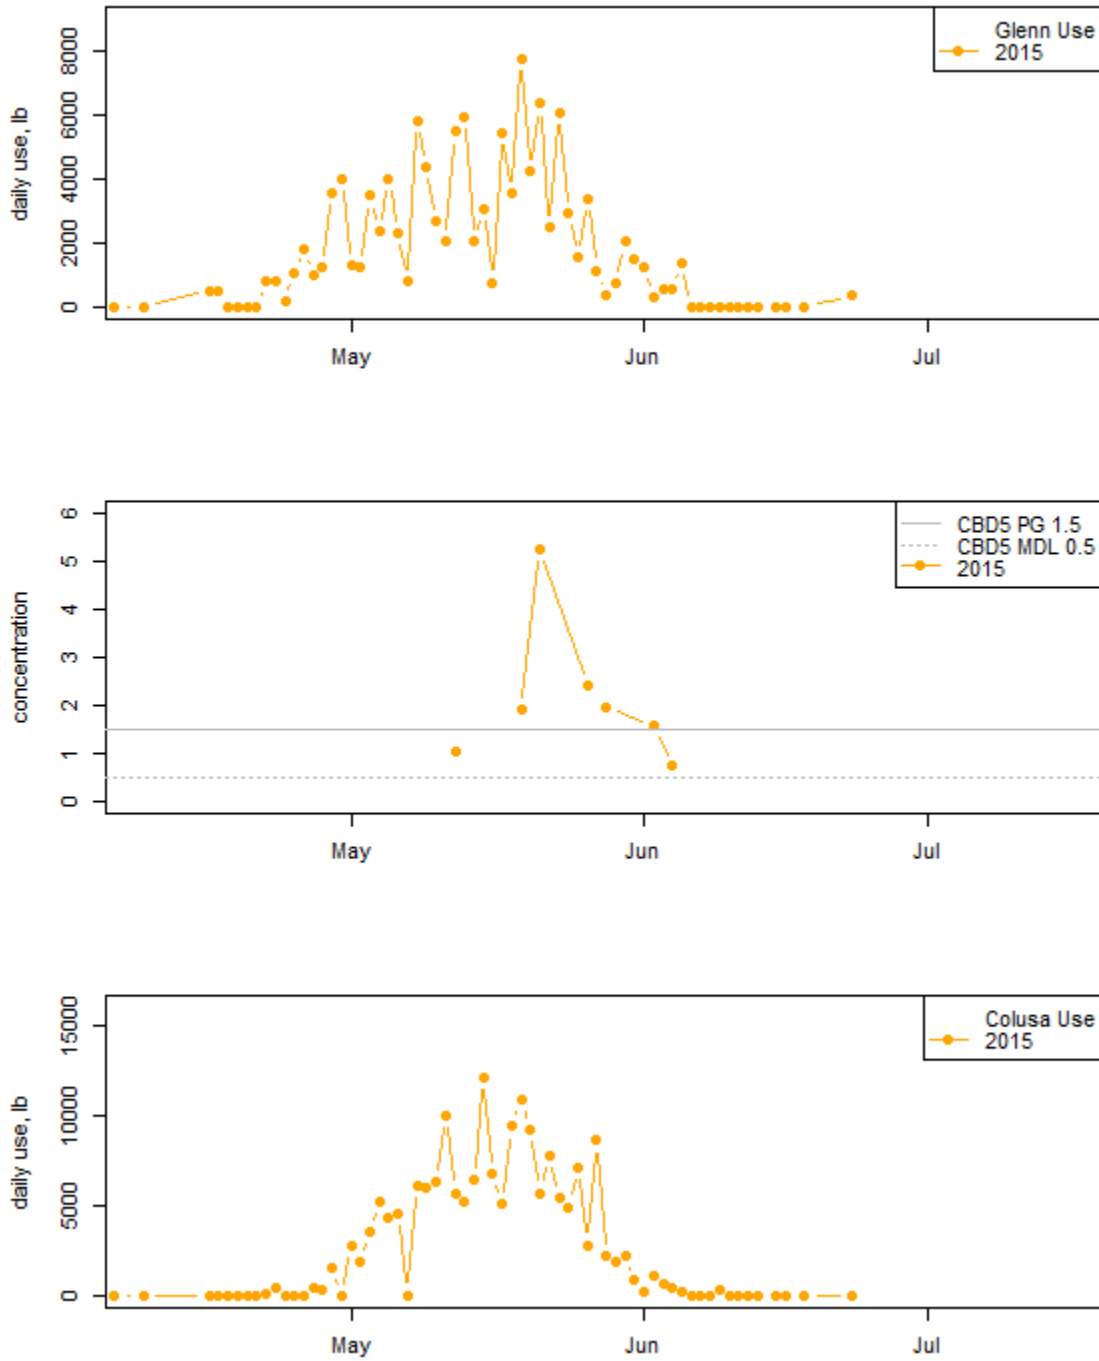 Glenn Use
2015
daily use, lb
8000
6000
4000
2000
0
May Jun Jul
CBD5 PG 1.5
CBD5 MDL 0.5
2015
concentration
6
5
4
3
2
1
0
May Jun Jul
Colusa Use
2015
daily use, lb
15000
10000
5000
0
May Jun Jul